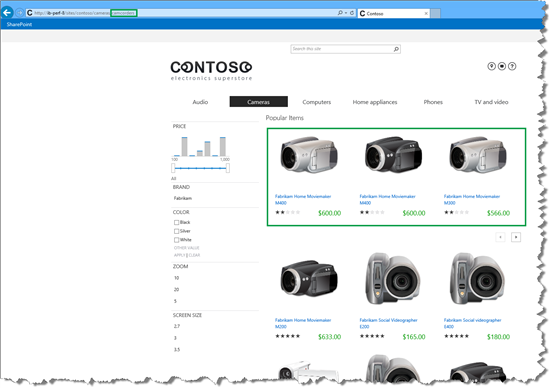 http://lb-perf-8/sites/contoso/cameras/camcorders
Contoso
SharePoint
Search this site
CONTOSO
electronics superstore
Audio
Cameras
Computers
Home appliances
Phones
TV and video
Popular Items
PRICE
100
1,000
All
BRAND
Fabrikam
COLOR
Black
Silver
White
OTHER VALUE
APPLY | CLEAR
ZOOM
10
20
5
SCREEN SIZE
2.7
3
3.5
Fabrikam Home Moviemaker
M400
$600.00
Fabrikam Home Moviemaker
M400
$600.00
Fabrikam Home Moviemaker
M300
$566.00
Fabrikam Home Moviemaker
M200
$633.00
Fabrikam Social Videographer
E200
$165.00
Fabrikam Social videographer
E400
$180.00